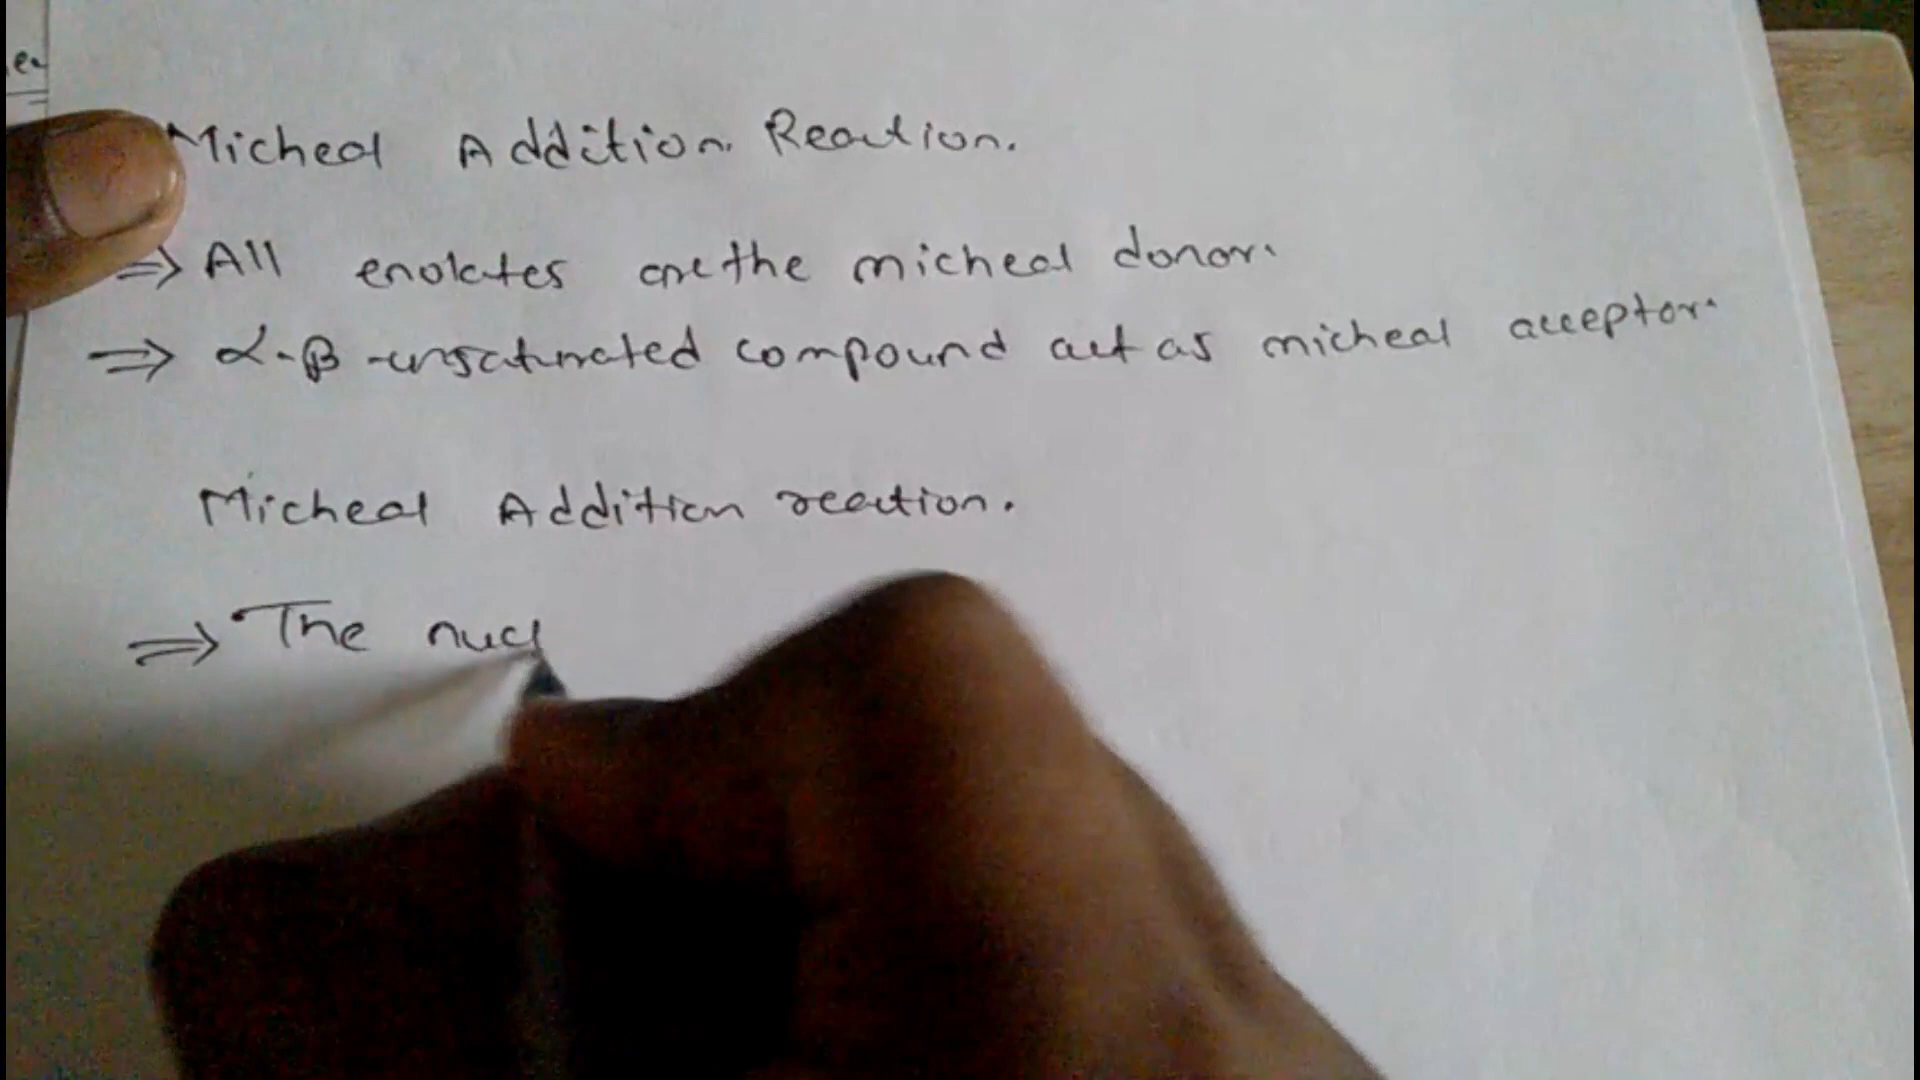 Micheal Addition Reaction.
⇒ All enolates are the micheal donor.
⇒ α-β-unsaturated compound act as micheal acceptor.
Micheal Addition reaction.
⇒ The nucl